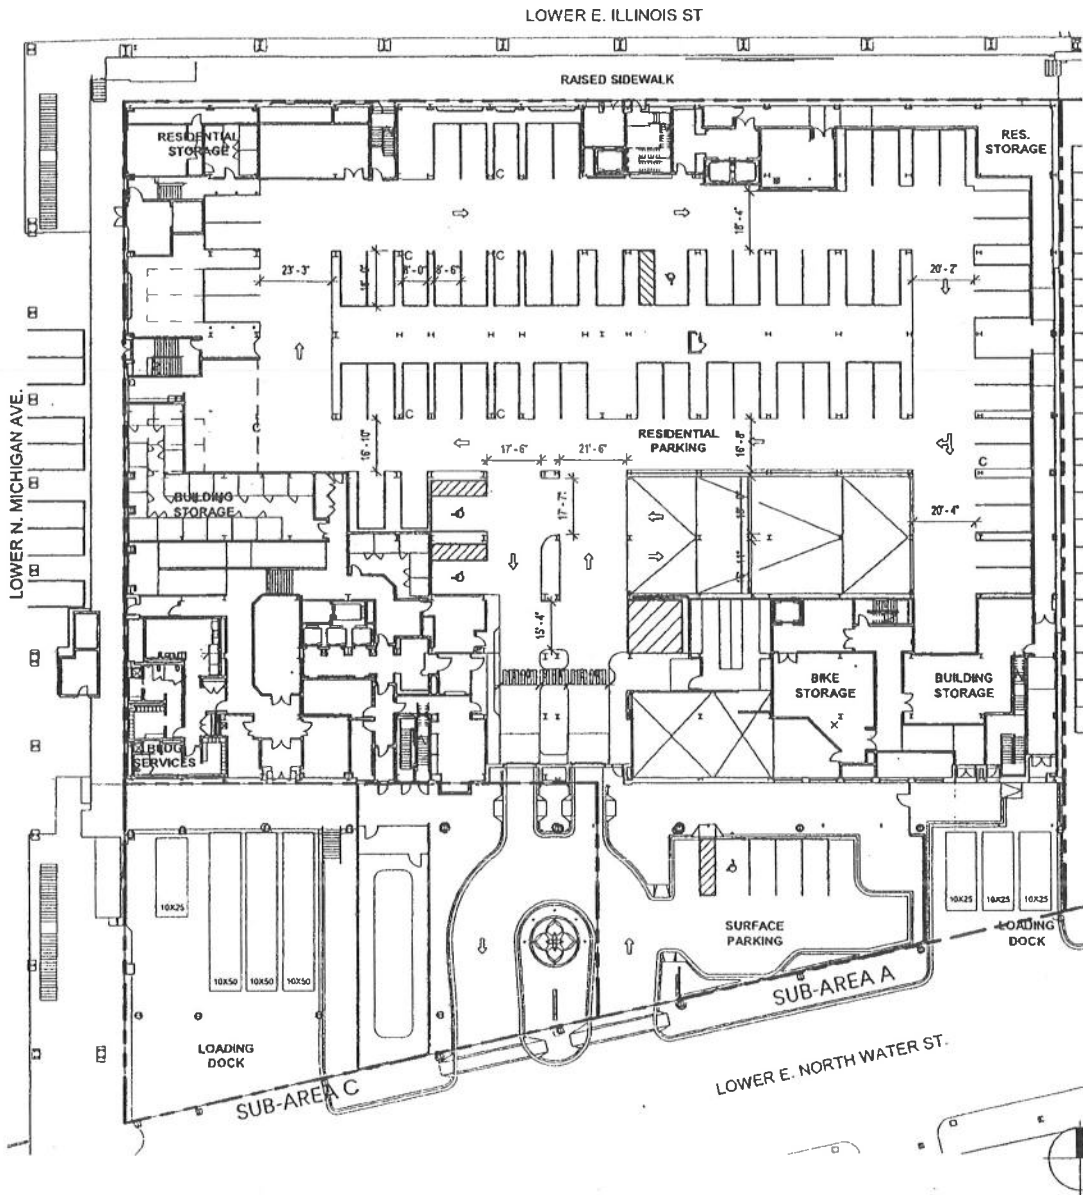 LOWER E. ILLINOIS ST
RAISED SIDEWALK
RESIDENTIAL
STORAGE
RES.
STORAGE
C
18'-4"
C
C
23'-3"
8'-0"
8'-6"
20'-2"
C
C
C
LOWER N. MICHIGAN AVE.
RESIDENTIAL
PARKING
16'-10"
17'-6"
21'-6"
16'-8"
C
BUILDING
STORAGE
17'-7"
20'-4"
15'-4"
BIKE
STORAGE
BUILDING
STORAGE
BLDG
SERVICES
10X25
10X50
10X50
10X50
10X25
10X25
10X25
SURFACE
PARKING
LOADING
DOCK
SUB-AREA A
LOADING
DOCK
SUB-AREA C
LOWER E. NORTH WATER ST.